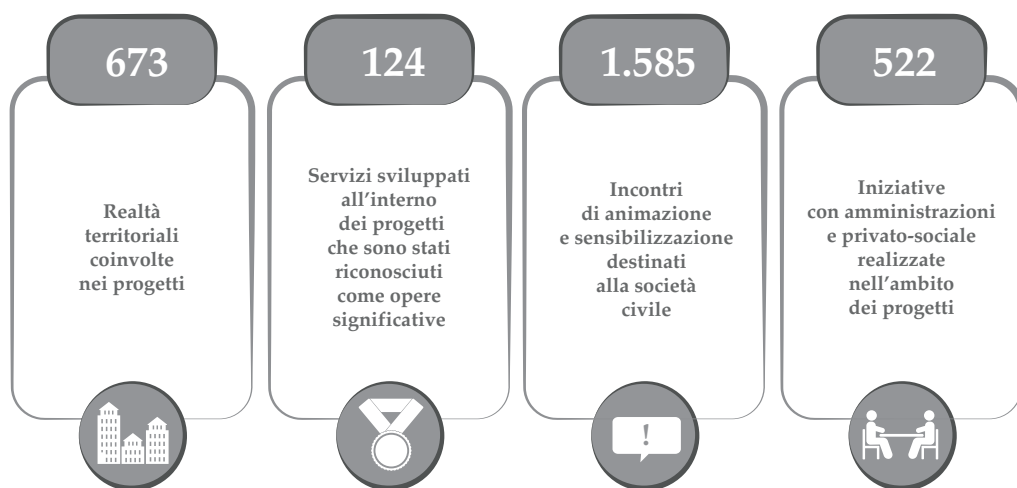 673
Realtà
territoriali
coinvolte
nei progetti
124
Servizi sviluppati
all’interno
dei progetti
che sono stati
riconosciuti
come opere
significative
1.585
Incontri
di animazione
e sensibilizzazione
destinati
alla società
civile
!
522
Iniziative
con amministrazioni
e privato-sociale
realizzate
nell’ambito
dei progetti